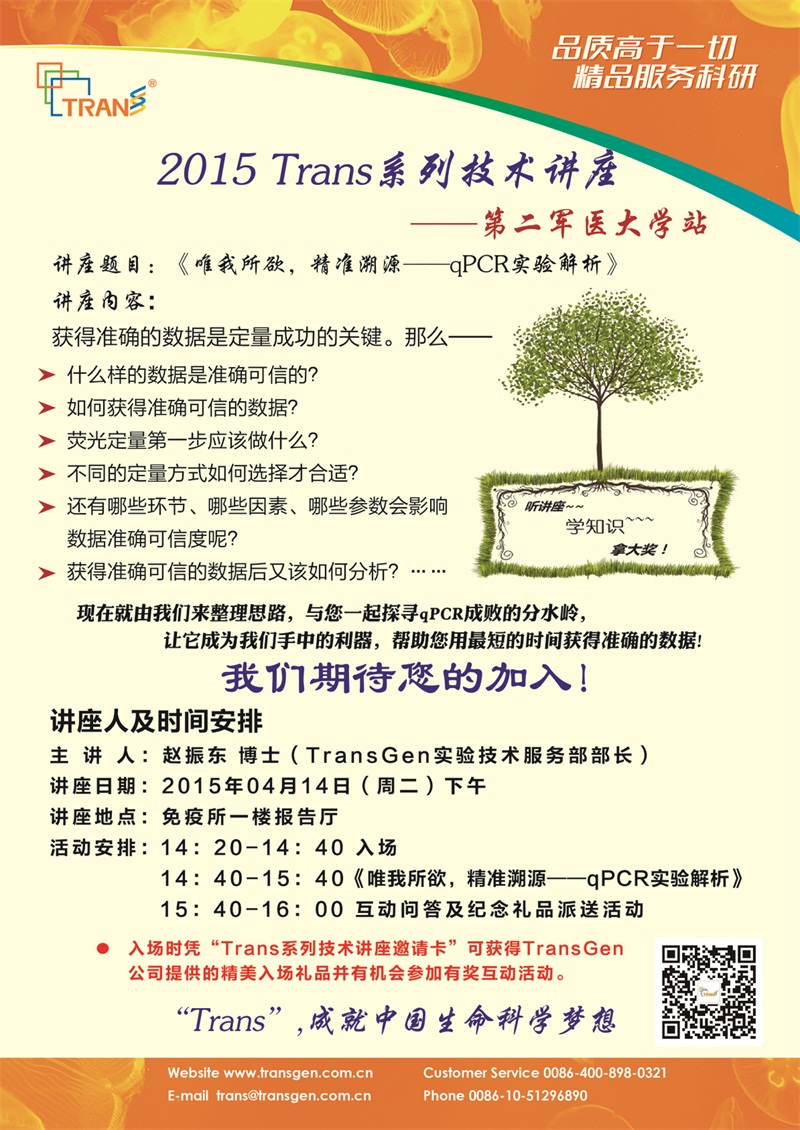 品质高于一切
精品服务科研
TRANS®
2015 Trans系列技术讲座
——第二军医大学站
讲座题目：《唯我所欲，精准溯源——qPCR实验解析》
讲座内容：
获得准确的数据是定量成功的关键。那么——
什么样的数据是准确可信的?
如何获得准确可信的数据?
荧光定量第一步应该做什么?
不同的定量方式如何选择才合适?
还有哪些环节、哪些因素、哪些参数会影响
数据准确可信度呢?
获得准确可信的数据后又该如何分析? ……
听讲座~~
学知识~~~
拿大奖！
现在就由我们来整理思路，与您一起探寻qPCR成败的分水岭，
让它成为我们手中的利器，帮助您用最短的时间获得准确的数据!
我们期待您的加入!
讲座人及时间安排
主 讲 人：赵振东 博士（TransGen实验技术服务部部长）
讲座日期：2015年04月14日（周二）下午
讲座地点：免疫所一楼报告厅
活动安排：14：20-14：40 入场
14：40-15：40《唯我所欲，精准溯源——qPCR实验解析》
15：40-16：00 互动问答及纪念礼品派送活动
● 入场时凭“Trans系列技术讲座邀请卡”可获得TransGen
公司提供的精美入场礼品并有机会参加有奖互动活动。
“Trans”,成就中国生命科学梦想
Website www.transgen.com.cn Customer Service 0086-400-898-0321
E-mail trans@transgen.com.cn Phone 0086-10-51296890